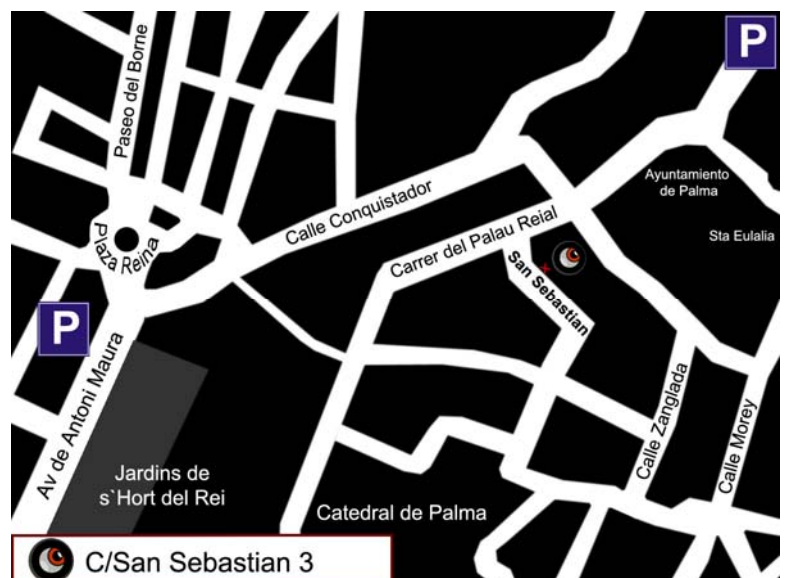 P
Paseo del Borne
Ayuntamiento
de Palma
Calle Conquistador
Carrer del Palau Reial
Sta Eulalia
Plaza Reina
San Sebastian
P
Av de Antoni Maura
Calle Zanglada
Calle Morey
Jardins de
s`Hort del Rei
Catedral de Palma
C/San Sebastian 3